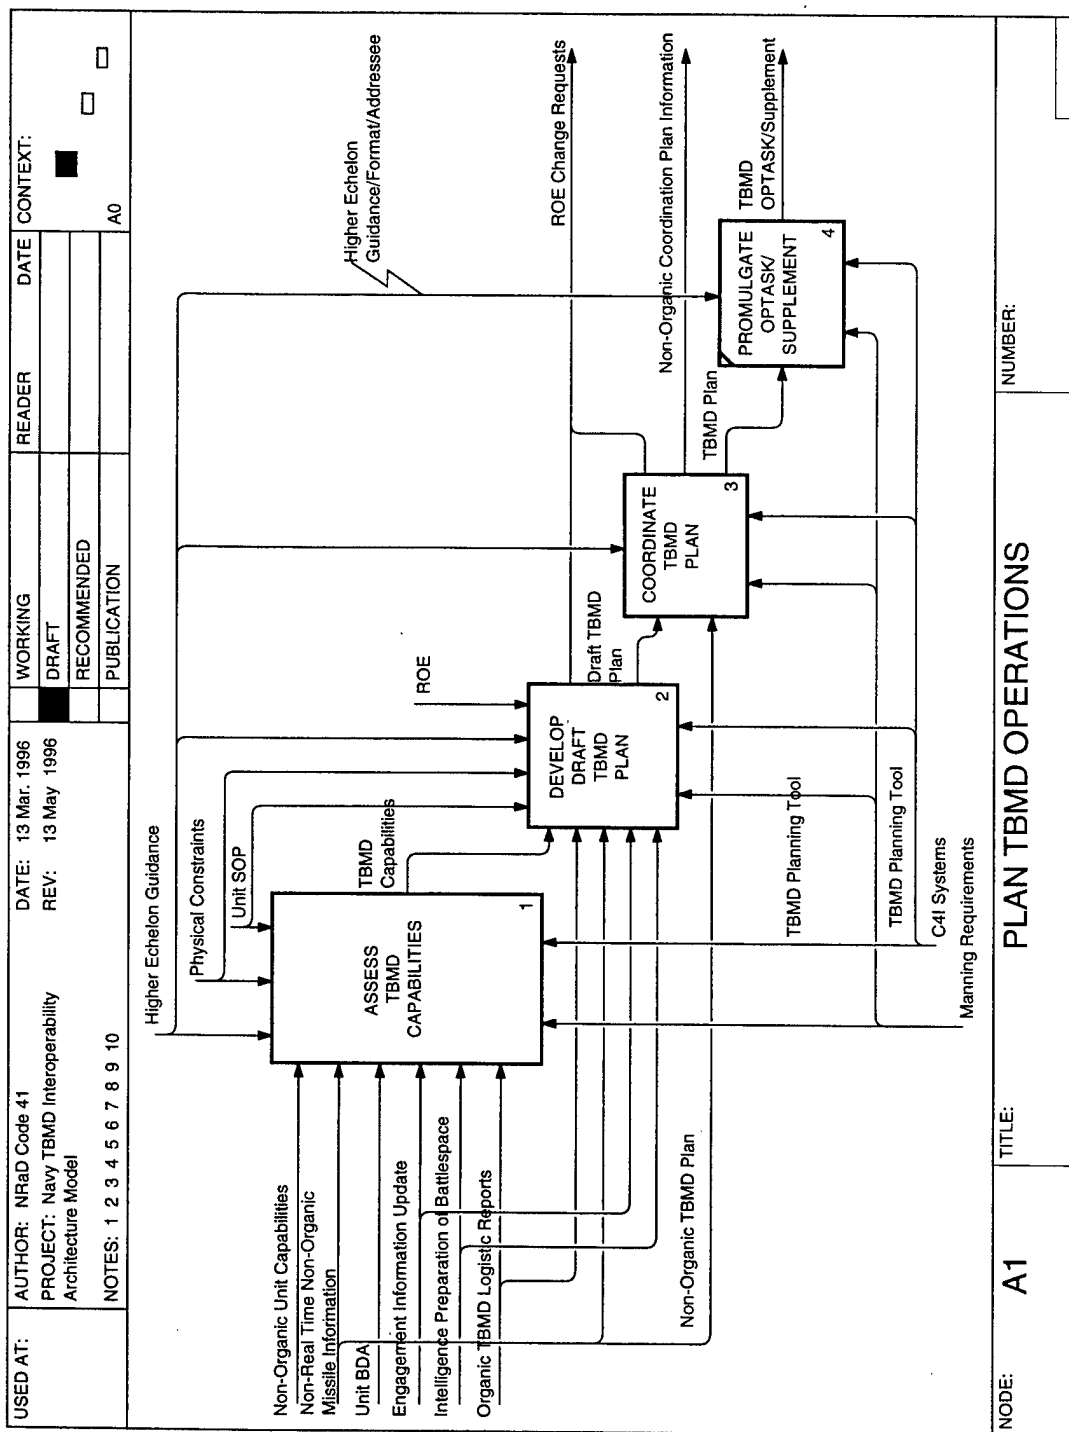 USED AT:
AUTHOR: NRaD Code 41
PROJECT: Navy TBMD Interoperability
Architecture Model
NOTES: 1 2 3 4 5 6 7 8 9 10
DATE: 13 Mar. 1996
REV: 13 May 1996
WORKING
DRAFT
RECOMMENDED
PUBLICATION
READER
DATE
CONTEXT:
A0
Higher Echelon Guidance
Physical Constraints
Unit SOP
ROE
Higher Echelon
Guidance/Format/Addressee
Non-Organic Unit Capabilities
Non-Real Time Non-Organic
Missile Information
Unit BDA
Engagement Information Update
Intelligence Preparation of Battlespace
Organic TBMD Logistic Reports
ASSESS
TBMD
CAPABILITIES
1
TBMD
Capabilities
DEVELOP
DRAFT
TBMD
PLAN
2
Draft TBMD
Plan
ROE Change Requests
COORDINATE
TBMD
PLAN
3
Non-Organic Coordination Plan Information
TBMD Plan
PROMULGATE
OPTASK/
SUPPLEMENT
4
TBMD
OPTASK/Supplement
Non-Organic TBMD Plan
TBMD Planning Tool
TBMD Planning Tool
C4I Systems
Manning Requirements
NODE:
A1
TITLE:
PLAN TBMD OPERATIONS
NUMBER: